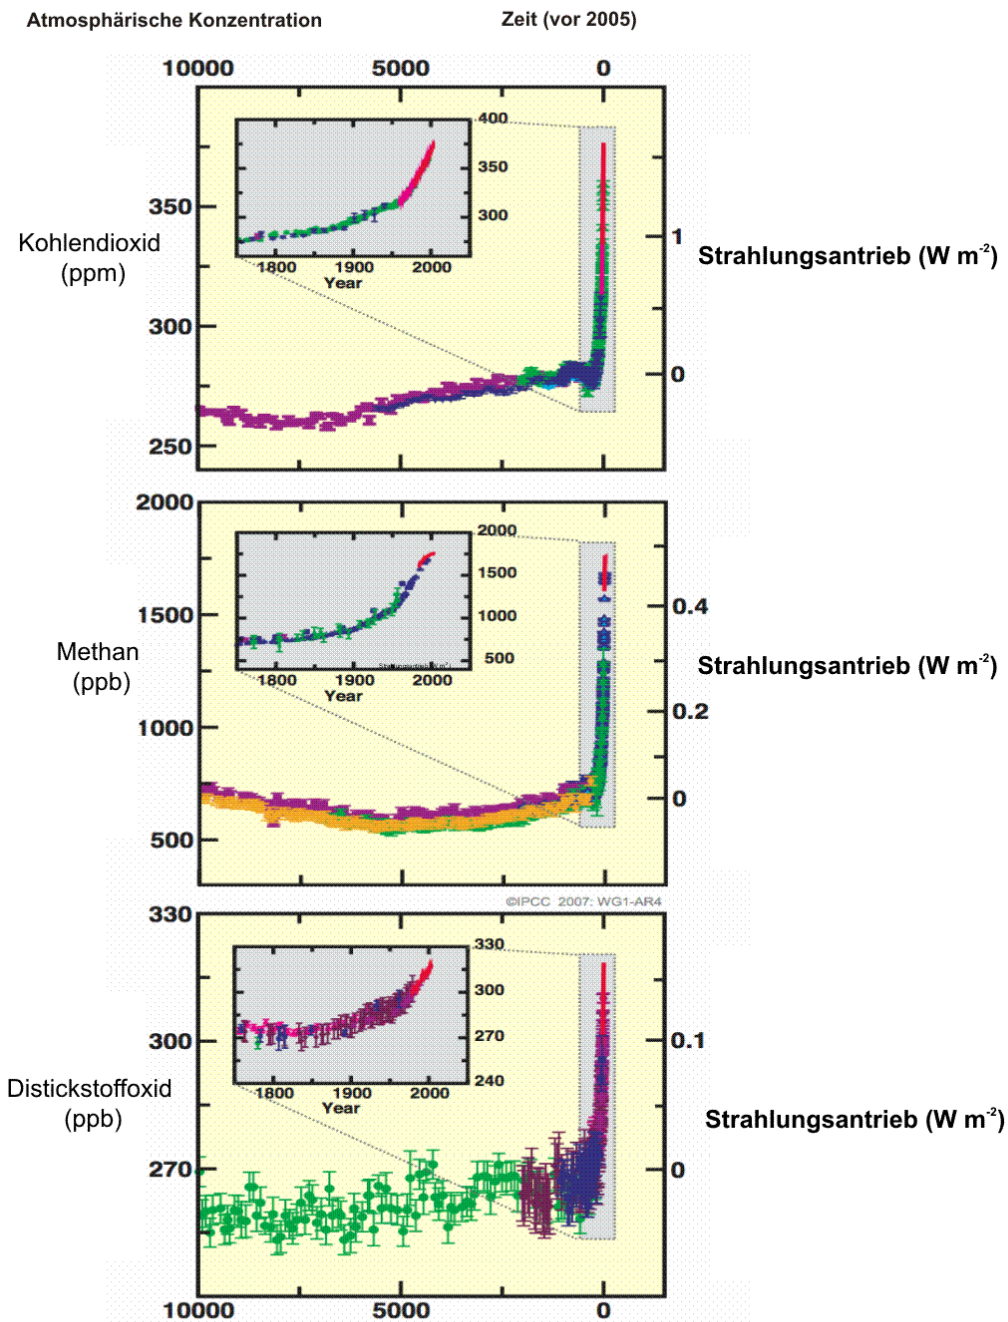 Atmosphärische Konzentration
Zeit (vor 2005)
10000 5000 0
400
350
300
1800 1900 2000
Year
350
300
250
Kohlendioxid
(ppm)
1
0
Strahlungsantrieb (W m-2)
2000
1500
1000
500
2000
1500
1000
500
1800 1900 2000
Year
Methan
(ppb)
0.4
0.2
0
Strahlungsantrieb (W m-2)
©IPCC 2007: WG1-AR4
330
300
270
330
300
270
240
1800 1900 2000
Year
Distickstoffoxid
(ppb)
0.1
0
Strahlungsantrieb (W m-2)
10000 5000 0